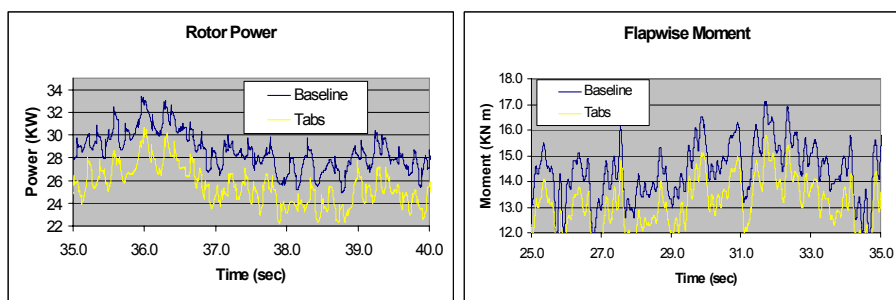 Rotor Power
Power (KW)
34
32
30
28
26
24
22
Baseline
Tabs
35.0 36.0 37.0 38.0 39.0 40.0
Time (sec)
Flapwise Moment
Moment (KN m)
18.0
17.0
16.0
15.0
14.0
13.0
12.0
Baseline
Tabs
25.0 27.0 29.0 31.0 33.0 35.0
Time (sec)